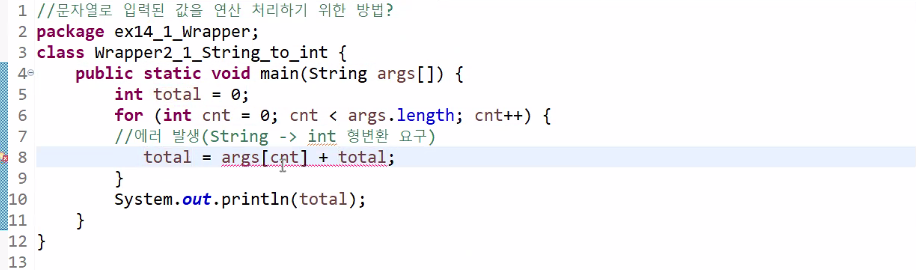 1 //문자열로 입력된 값을 연산 처리하기 위한 방법?
2 package ex14_1_Wrapper;
3 class Wrapper2_1_String_to_int {
4     public static void main(String args[]) {
5         int total = 0;
6         for (int cnt = 0; cnt < args.length; cnt++) {
7         //에러 발생(String -> int 형변환 요구)
8            total = args[cnt] + total;
9         }
10         System.out.println(total);
11     }
12 }
13